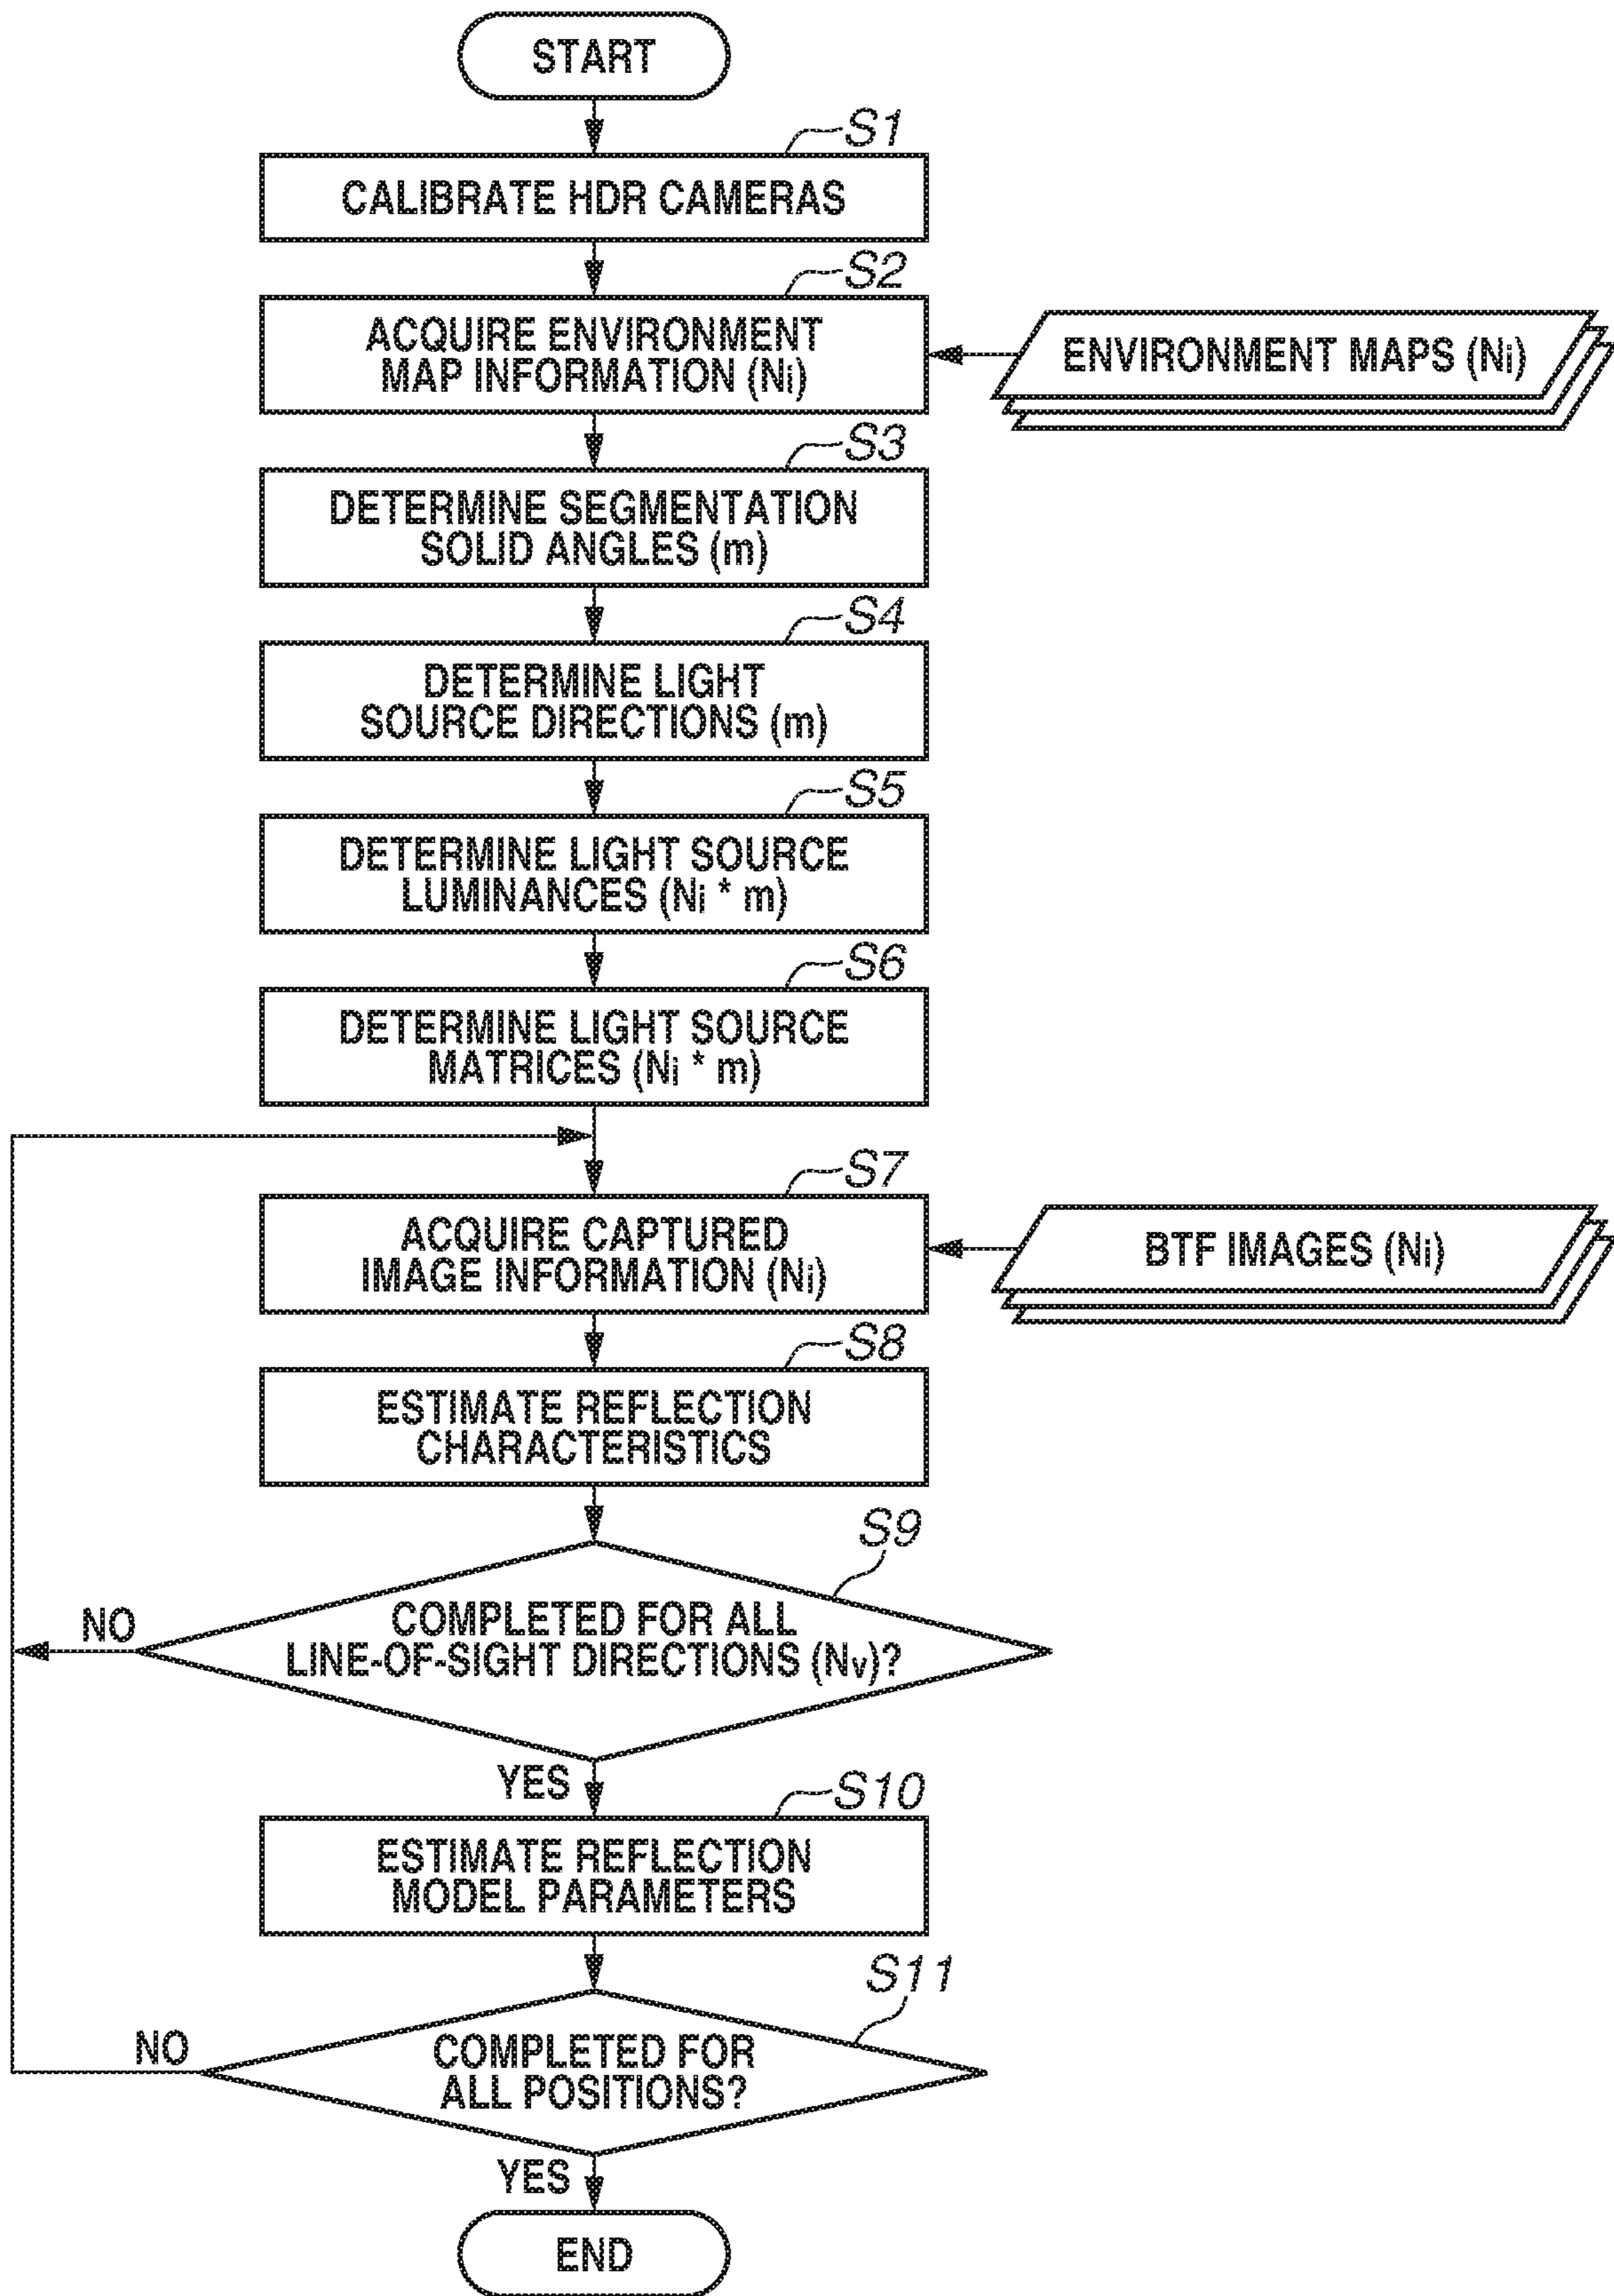 START
S1
CALIBRATE HDR CAMERAS
S2
ACQUIRE ENVIRONMENT
MAP INFORMATION (Ni)
ENVIRONMENT MAPS (Ni)
S3
DETERMINE SEGMENTATION
SOLID ANGLES (m)
S4
DETERMINE LIGHT
SOURCE DIRECTIONS (m)
S5
DETERMINE LIGHT SOURCE
LUMINANCES (Ni * m)
S6
DETERMINE LIGHT SOURCE
MATRICES (Ni * m)
S7
ACQUIRE CAPTURED
IMAGE INFORMATION (Ni)
BTF IMAGES (Ni)
S8
ESTIMATE REFLECTION
CHARACTERISTICS
S9
COMPLETED FOR ALL
LINE-OF-SIGHT DIRECTIONS (Nv)?
NO
YES
S10
ESTIMATE REFLECTION
MODEL PARAMETERS
S11
COMPLETED FOR
ALL POSITIONS?
NO
YES
END